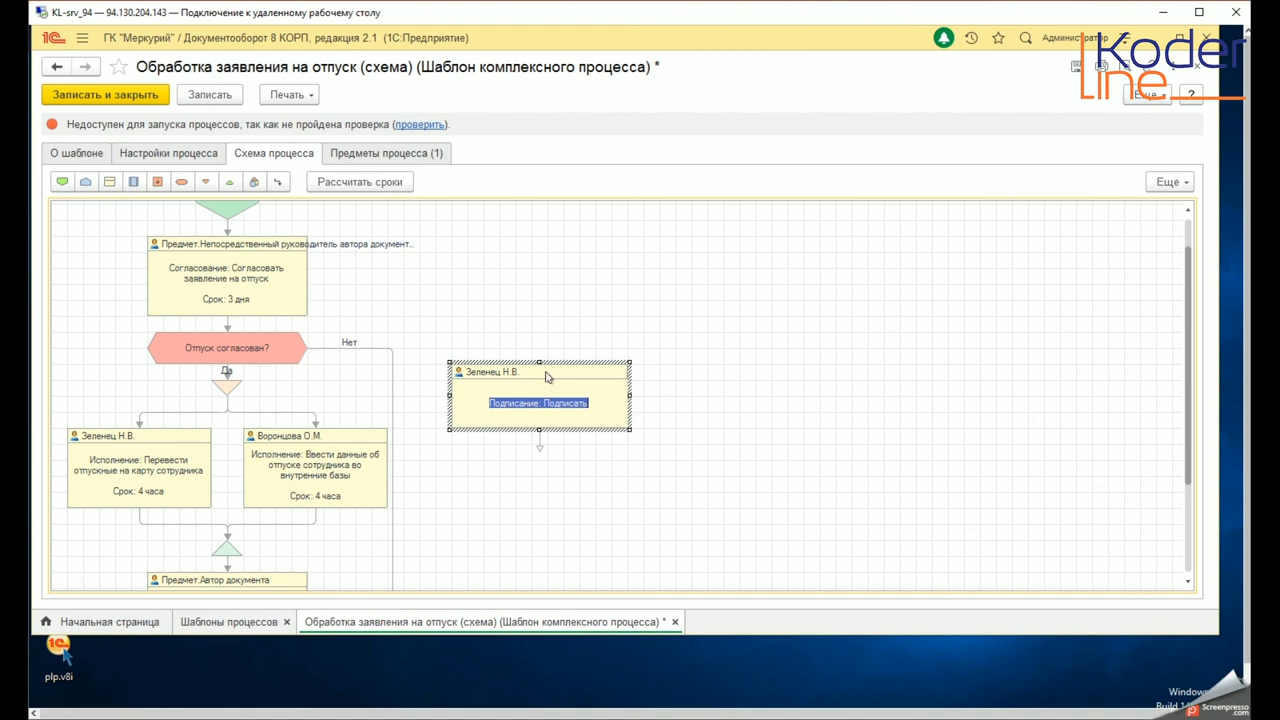 KL-srv_94 — 94.130.204.143 — Подключение к удаленному рабочему столу
ГК "Меркурий" / Документооборот 8 КОРП, редакция 2.1 (1С:Предприятие)
Администратор
Koder
line
Обработка заявления на отпуск (схема) (Шаблон комплексного процесса) *
Записать и закрыть
Записать
Печать
Еще
?
Недоступен для запуска процессов, так как не пройдена проверка (проверить).
О шаблоне
Настройки процесса
Схема процесса
Предметы процесса (1)
Рассчитать сроки
Еще
Предмет.Непосредственный руководитель автора документ...
Согласование: Согласовать
заявление на отпуск
Срок: 3 дня
Отпуск согласован?
Нет
Да
Зеленец Н.В.
Подписание: Подписать
Зеленец Н.В.
Исполнение: Перевести
отпускные на карту сотрудника
Срок: 4 часа
Воронцова О.М.
Исполнение: Ввести данные об
отпуске сотрудника во
внутренние базы
Срок: 4 часа
Предмет.Автор документа
Начальная страница
Шаблоны процессов
Обработка заявления на отпуск (схема) (Шаблон комплексного процесса) *
plp.v8i
Window
Screenpresso
.com